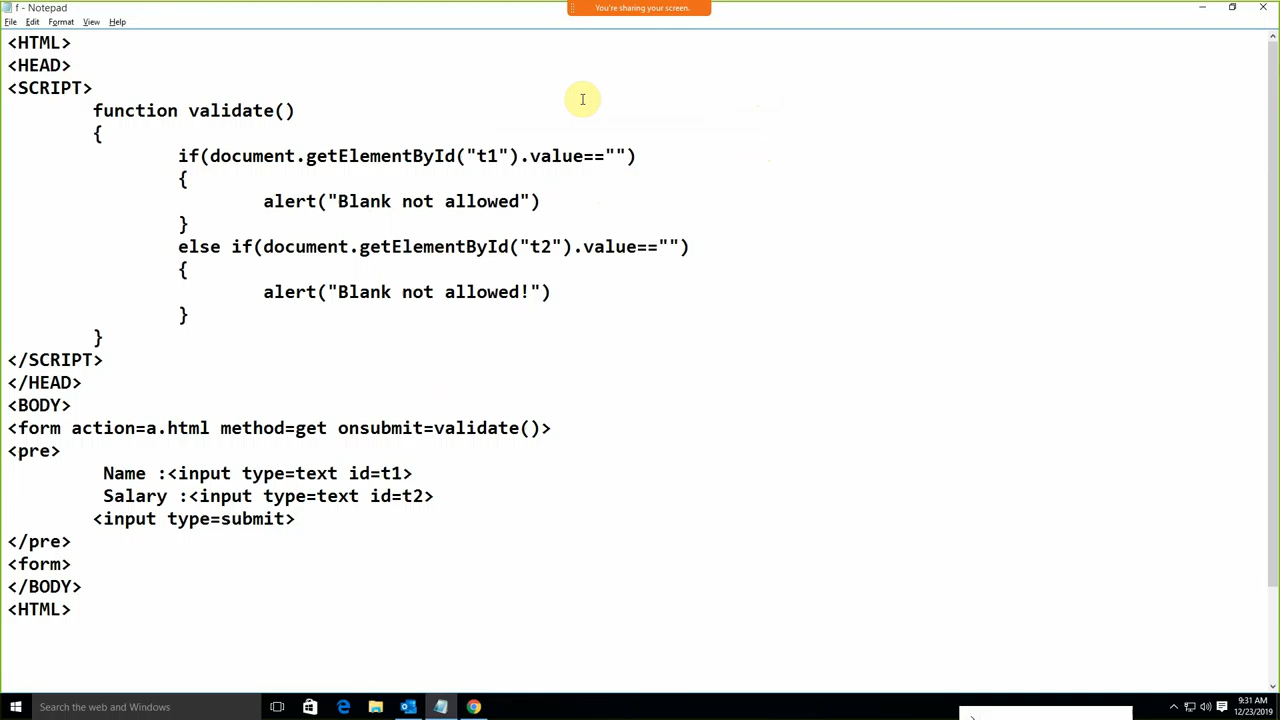 f - Notepad
You're sharing your screen.
File Edit Format View Help
<HTML>
<HEAD>
<SCRIPT>
function validate()
{
if(document.getElementById("t1").value=="")
{
alert("Blank not allowed")
}
else if(document.getElementById("t2").value=="")
{
alert("Blank not allowed!")
}
}
</SCRIPT>
</HEAD>
<BODY>
<form action=a.html method=get onsubmit=validate()>
<pre>
Name :<input type=text id=t1>
Salary :<input type=text id=t2>
<input type=submit>
</pre>
<form>
</BODY>
<HTML>
Search the web and Windows
9:31 AM
12/23/2019